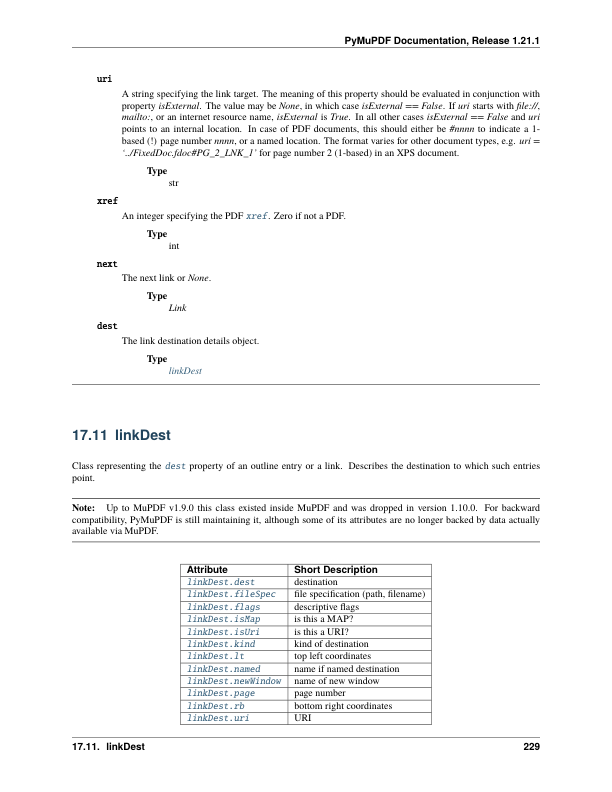 PyMuPDF Documentation, Release 1.21.1
uri
A string specifying the link target. The meaning of this property should be evaluated in conjunction with
property isExternal. The value may be None, in which case isExternal == False. If uri starts with file://,
mailto:, or an internet resource name, isExternal is True. In all other cases isExternal == False and uri
points to an internal location. In case of PDF documents, this should either be #nnnn to indicate a 1-
based (!) page number nnnn, or a named location. The format varies for other document types, e.g. uri =
‘../FixedDoc.fdoc#PG_2_LNK_1’ for page number 2 (1-based) in an XPS document.
Type
str
xref
An integer specifying the PDF xref. Zero if not a PDF.
Type
int
next
The next link or None.
Type
Link
dest
The link destination details object.
Type
linkDest
17.11 linkDest
Class representing the dest property of an outline entry or a link. Describes the destination to which such entries
point.
Note: Up to MuPDF v1.9.0 this class existed inside MuPDF and was dropped in version 1.10.0. For backward
compatibility, PyMuPDF is still maintaining it, although some of its attributes are no longer backed by data actually
available via MuPDF.
Attribute Short Description
linkDest.dest destination
linkDest.fileSpec file specification (path, filename)
linkDest.flags descriptive flags
linkDest.isMap is this a MAP?
linkDest.isUri is this a URI?
linkDest.kind kind of destination
linkDest.lt top left coordinates
linkDest.named name if named destination
linkDest.newWindow name of new window
linkDest.page page number
linkDest.rb bottom right coordinates
linkDest.uri URI
17.11. linkDest 229